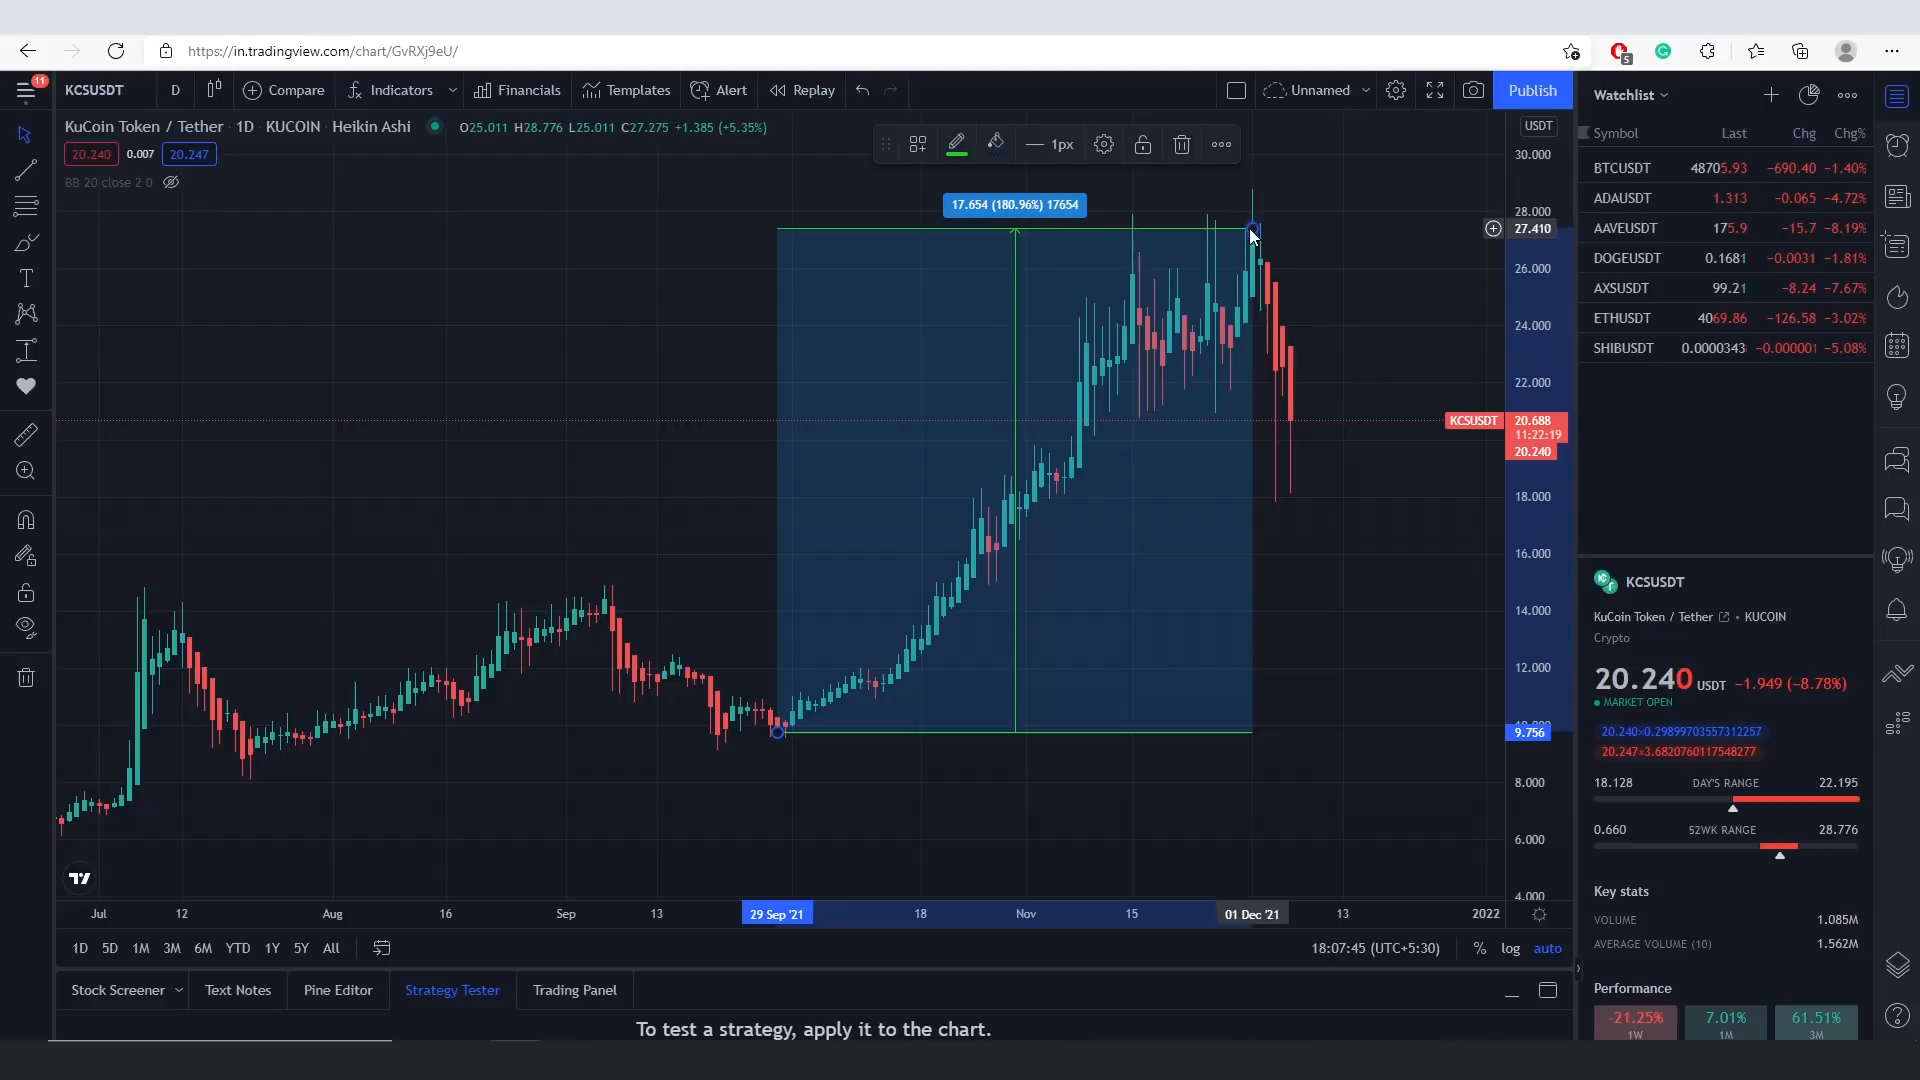 https://in.tradingview.com/chart/GvRXj9eU/
5
11
KCSUSDT D Compare Indicators Financials Templates Alert Replay Unnamed Publish
KuCoin Token / Tether · 1D · KUCOIN · Heikin Ashi O25.011 H28.776 L25.011 C27.275 +1.385 (+5.35%)
20.240 0.007 20.247
BB 20 close 2 0
1px
USDT
17.654 (180.96%) 17654
30.000
28.000
27.410
26.000
24.000
22.000
KCSUSDT 20.688
11:22:19
20.240
18.000
16.000
14.000
12.000
10.000
9.756
8.000
6.000
4.000
Jul 12 Aug 16 Sep 13 29 Sep '21 18 Nov 15 01 Dec '21 13 2022
1D 5D 1M 3M 6M YTD 1Y 5Y All 18:07:45 (UTC+5:30) % log auto
Stock Screener Text Notes Pine Editor Strategy Tester Trading Panel
To test a strategy, apply it to the chart.
Watchlist
Symbol Last Chg Chg%
BTCUSDT 48705.93 −690.40 −1.40%
ADAUSDT 1.313 −0.065 −4.72%
AAVEUSDT 175.9 −15.7 −8.19%
DOGEUSDT 0.1681 −0.0031 −1.81%
AXSUSDT 99.21 −8.24 −7.67%
ETHUSDT 4069.86 −126.58 −3.02%
SHIBUSDT 0.0000343 −0.000001 −5.08%
KCSUSDT
KuCoin Token / Tether • KUCOIN
Crypto
20.240 USDT −1.949 (−8.78%)
MARKET OPEN
20.240×0.29899703557312257
20.247×3.6820760117548277
18.128 DAY'S RANGE 22.195
0.660 52WK RANGE 28.776
Key stats
VOLUME 1.085M
AVERAGE VOLUME (10) 1.562M
Performance
-21.25% 7.01% 61.51%
1W 1M 3M